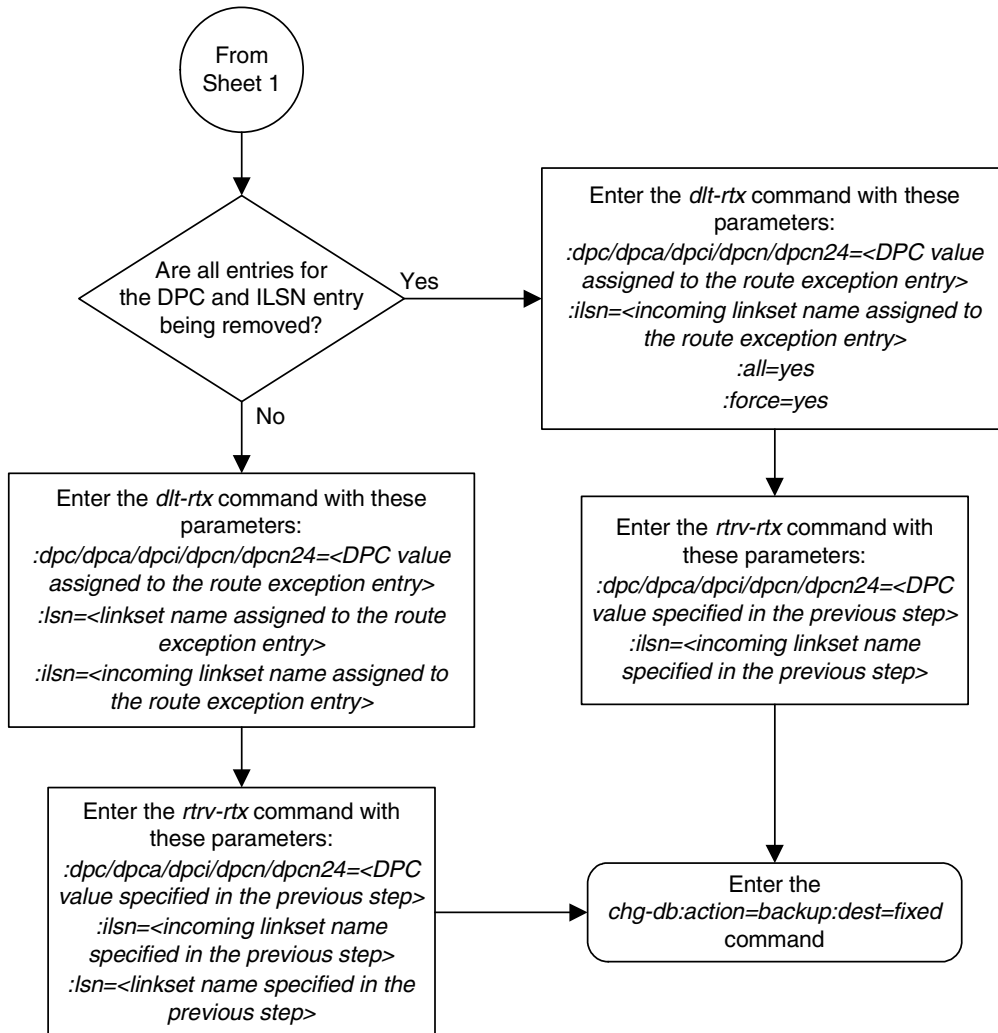 From
Sheet 1
Are all entries for
the DPC and ILSN entry
being removed?
Yes
No
Enter the dlt-rtx command with these
parameters:
:dpc/dpca/dpci/dpcn/dpcn24=<DPC value
assigned to the route exception entry>
:ilsn=<incoming linkset name assigned to
the route exception entry>
:all=yes
:force=yes
Enter the dlt-rtx command with these
parameters:
:dpc/dpca/dpci/dpcn/dpcn24=<DPC value
assigned to the route exception entry>
:lsn=<linkset name assigned to the route
exception entry>
:ilsn=<incoming linkset name assigned to
the route exception entry>
Enter the rtrv-rtx command with
these parameters:
:dpc/dpca/dpci/dpcn/dpcn24=<DPC
value specified in the previous step>
:ilsn=<incoming linkset name
specified in the previous step>
Enter the rtrv-rtx command with
these parameters:
:dpc/dpca/dpci/dpcn/dpcn24=<DPC
value specified in the previous step>
:ilsn=<incoming linkset name
specified in the previous step>
:lsn=<linkset name specified in the
previous step>
Enter the
chg-db:action=backup:dest=fixed
command